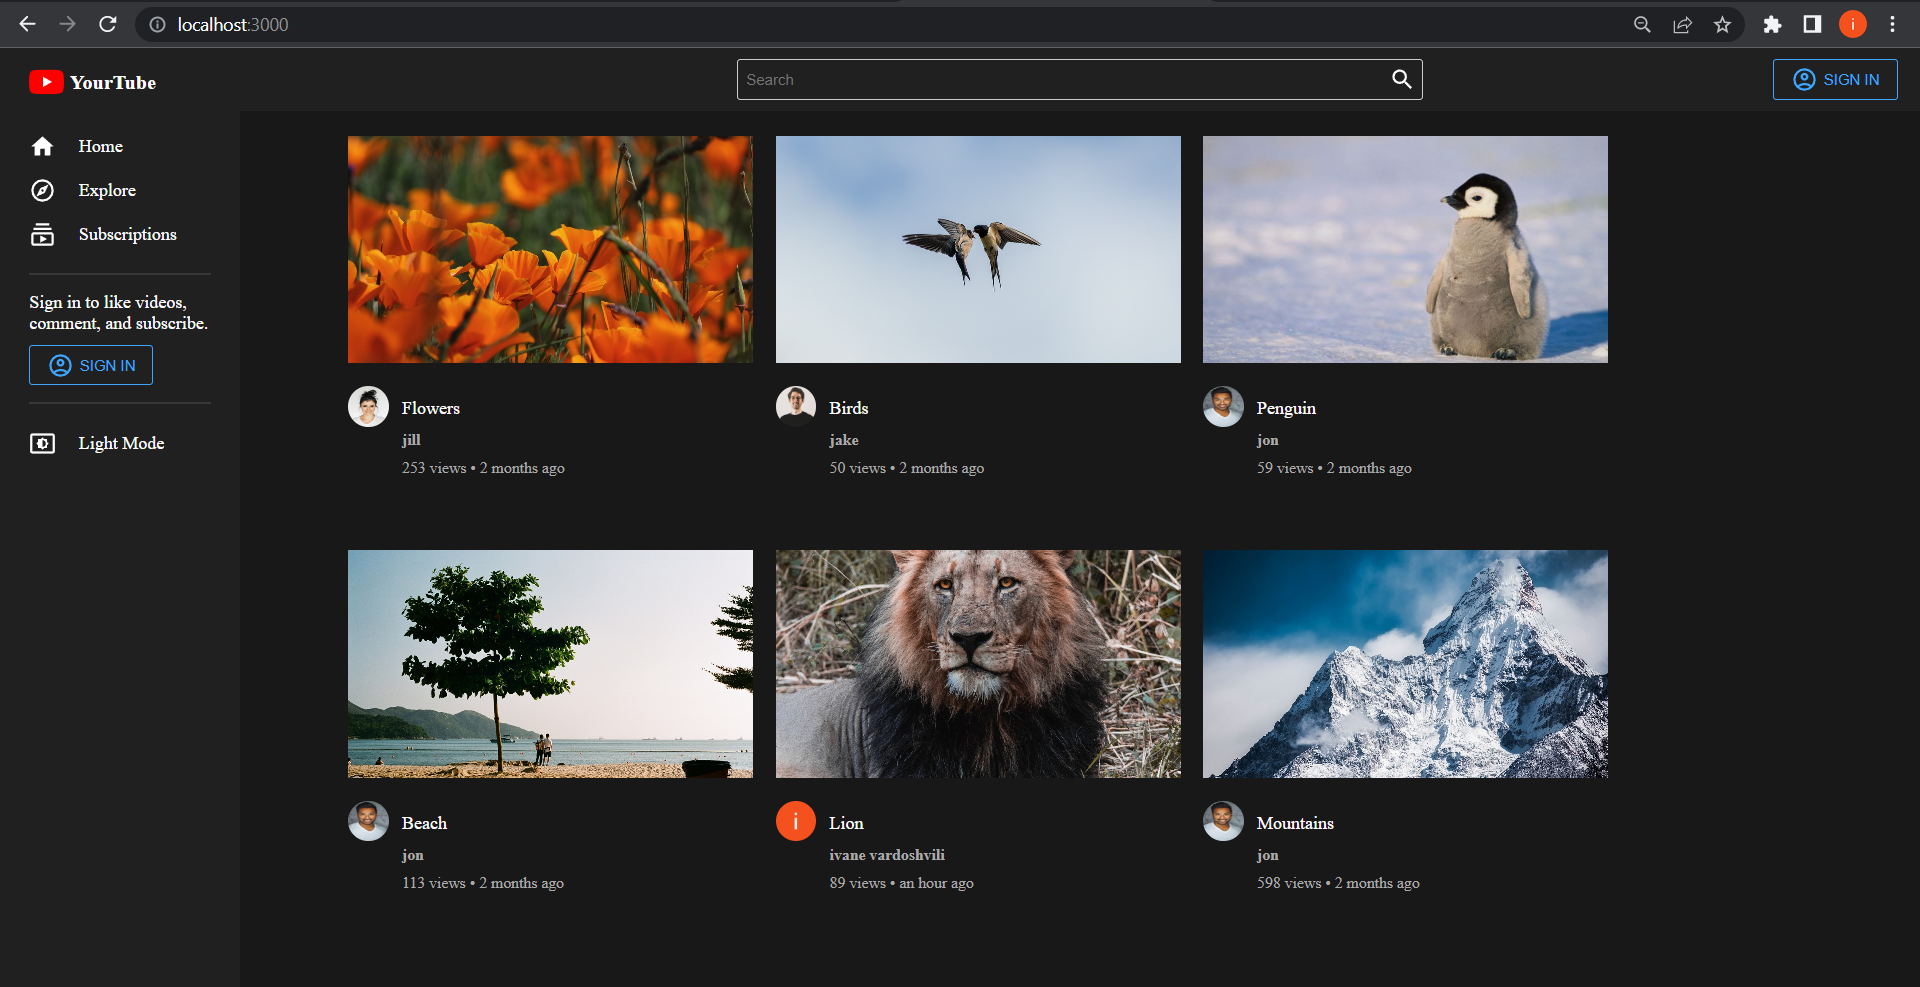 localhost:3000
i
YourTube
Search
SIGN IN
Home
Explore
Subscriptions
Sign in to like videos,
comment, and subscribe.
SIGN IN
Light Mode
Flowers
jill
253 views • 2 months ago
Birds
jake
50 views • 2 months ago
Penguin
jon
59 views • 2 months ago
Beach
jon
113 views • 2 months ago
i
Lion
ivane vardoshvili
89 views • an hour ago
Mountains
jon
598 views • 2 months ago